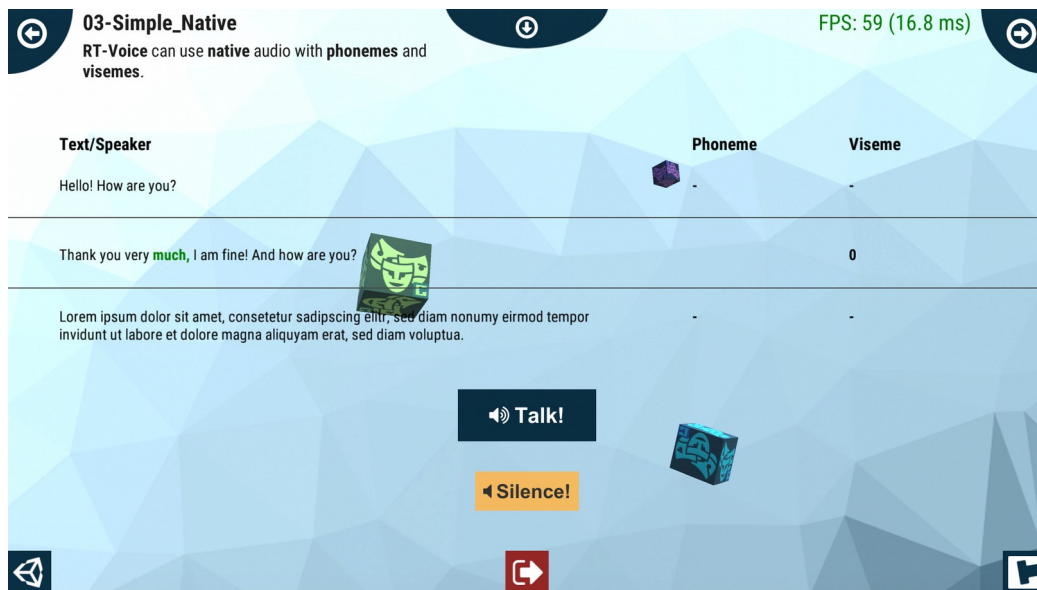 03-Simple_Native
FPS: 59 (16.8 ms)
RT-Voice can use native audio with phonemes and
visemes.
Text/Speaker Phoneme Viseme
Hello! How are you? - -
Thank you very much, I am fine! And how are you? 0
Lorem ipsum dolor sit amet, consetetur sadipscing elitr, sed diam nonumy eirmod tempor - -
invidunt ut labore et dolore magna aliquyam erat, sed diam voluptua.
Talk!
Silence!